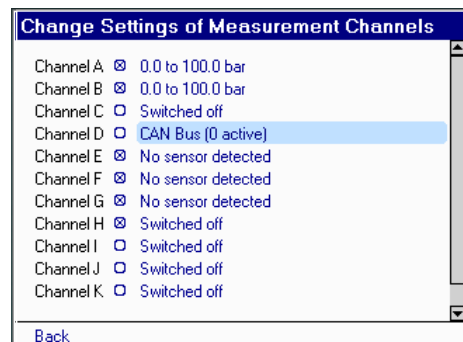 Change Settings of Measurement Channels
Channel A ⊠ 0.0 to 100.0 bar
Channel B ⊠ 0.0 to 100.0 bar
Channel C □ Switched off
Channel D □ CAN Bus (0 active)
Channel E ⊠ No sensor detected
Channel F ⊠ No sensor detected
Channel G ⊠ No sensor detected
Channel H ⊠ Switched off
Channel I □ Switched off
Channel J □ Switched off
Channel K □ Switched off
Back